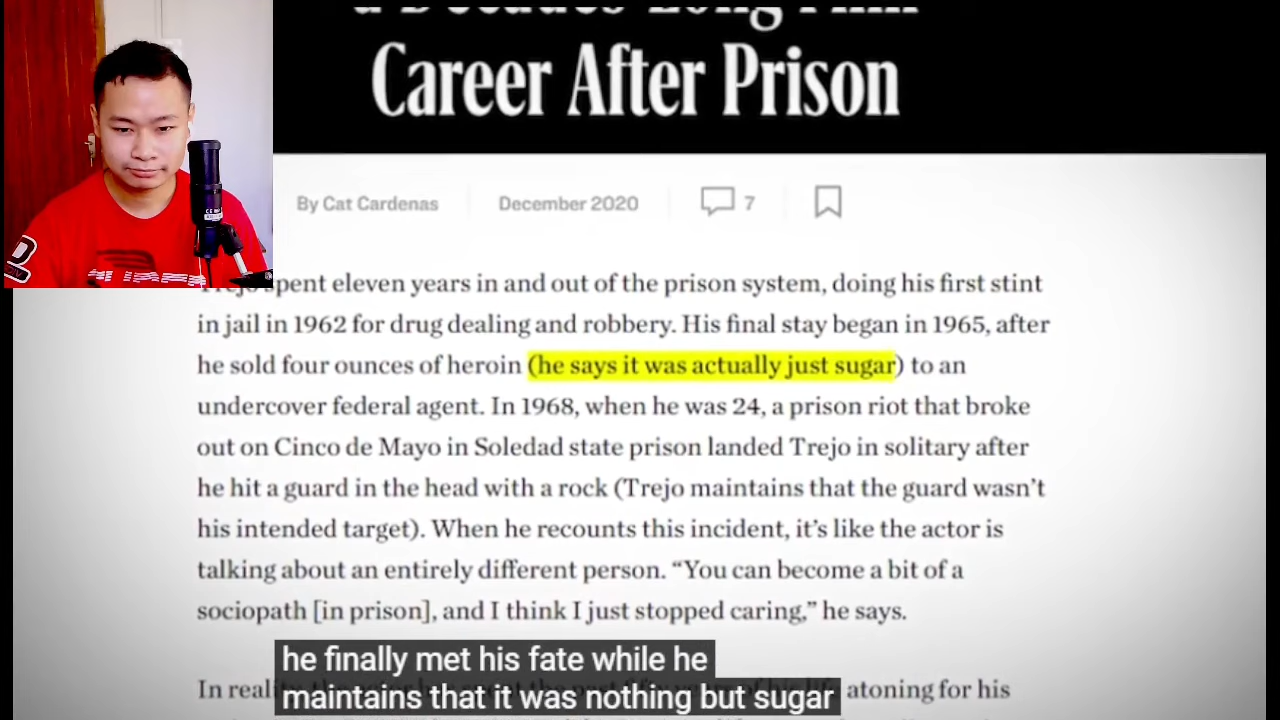 Career After Prison
By Cat Cardenas December 2020 7
spent eleven years in and out of the prison system, doing his first stint
in jail in 1962 for drug dealing and robbery. His final stay began in 1965, after
he sold four ounces of heroin (he says it was actually just sugar) to an
undercover federal agent. In 1968, when he was 24, a prison riot that broke
out on Cinco de Mayo in Soledad state prison landed Trejo in solitary after
he hit a guard in the head with a rock (Trejo maintains that the guard wasn’t
his intended target). When he recounts this incident, it’s like the actor is
talking about an entirely different person. “You can become a bit of a
sociopath [in prison], and I think I just stopped caring,” he says.
he finally met his fate while he
maintains that it was nothing but sugar
In atoning for his